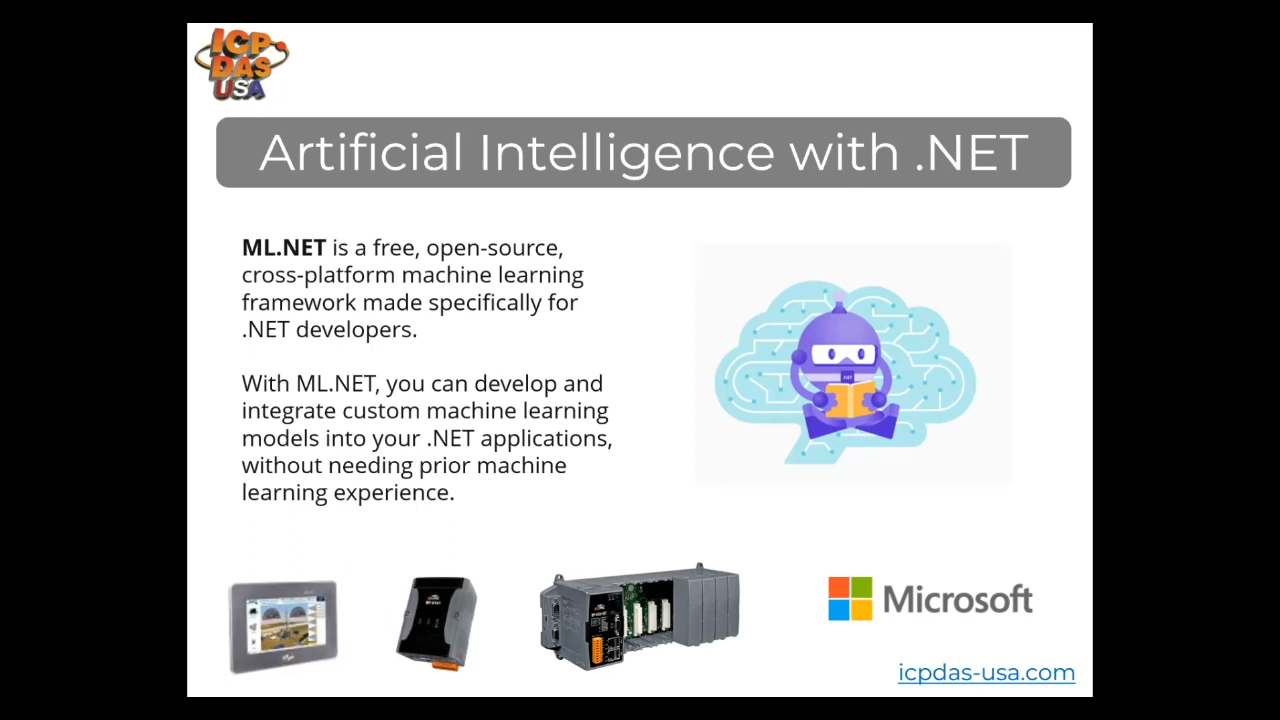 ICP
DAS
USA
Artificial Intelligence with .NET
ML.NET is a free, open-source,
cross-platform machine learning
framework made specifically for
.NET developers.
With ML.NET, you can develop and
integrate custom machine learning
models into your .NET applications,
without needing prior machine
learning experience.
.NET
Microsoft
icpdas-usa.com